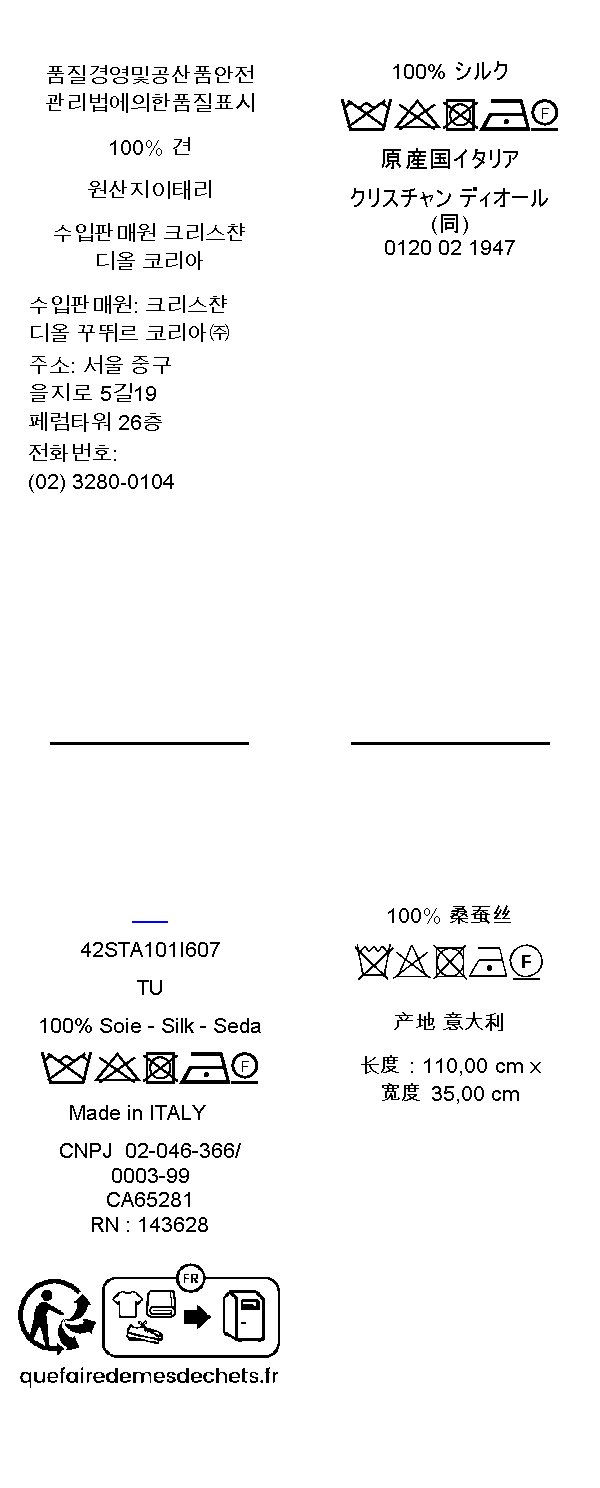 품질경영및공산품안전
관리법에의한품질표시
100% 견
원산지이태리
수입판매원 크리스챤
디올 코리아
수입판매원: 크리스챤
디올 꾸뛰르 코리아㈜
주소: 서울 중구
을지로 5길19
페럼타워 26층
전화번호:
(02) 3280-0104
100% シルク
F
原産国イタリア
クリスチャン ディオール
(同)
0120 02 1947
42STA101I607
TU
100% Soie - Silk - Seda
F
Made in ITALY
CNPJ 02-046-366/
0003-99
CA65281
RN : 143628
FR
quefairedemesdechets.fr
100% 桑蚕丝
F
产地 意大利
长度 : 110,00 cm x
宽度 35,00 cm